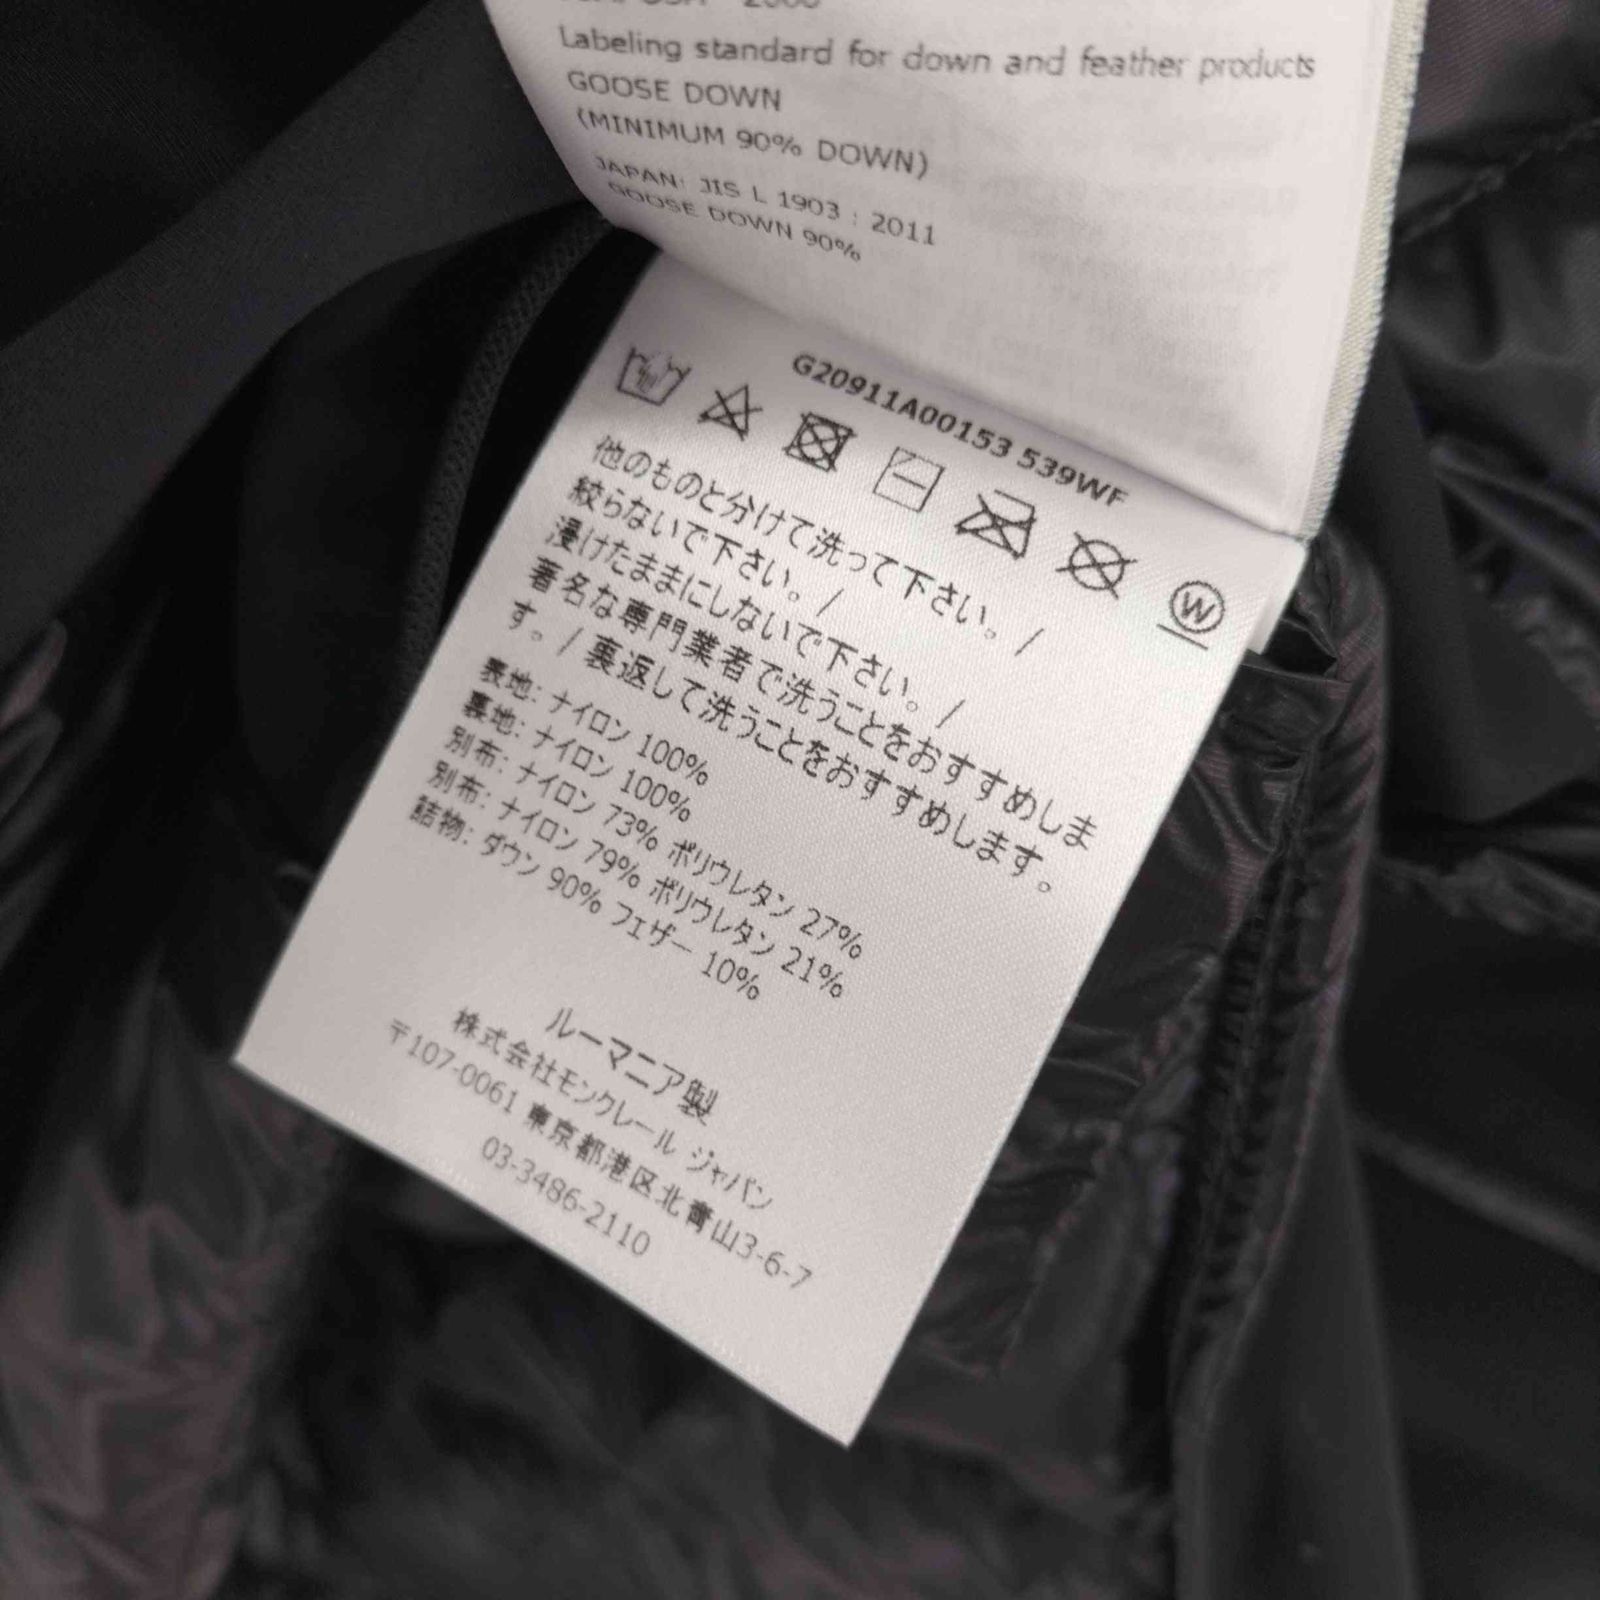 2000
Labeling standard for down and feather products
GOOSE DOWN
(MINIMUM 90% DOWN)
JAPAN: JIS L 1903 : 2011
GOOSE DOWN 90%
G20911A00153 539WF
W
他のものと分けて洗って下さい。/
絞らないで下さい。/
浸けたままにしないで下さい。/
著名な専門業者で洗うことをおすすめしま
す。/ 裏返して洗うことをおすすめします。
表地: ナイロン 100%
裏地: ナイロン 100%
別布: ナイロン 73% ポリウレタン 27%
別布: ナイロン 79% ポリウレタン 21%
詰物: ダウン 90% フェザー 10%
ルーマニア製
株式会社モンクレール ジャパン
〒107-0061 東京都港区北青山3-6-7
03-3486-2110